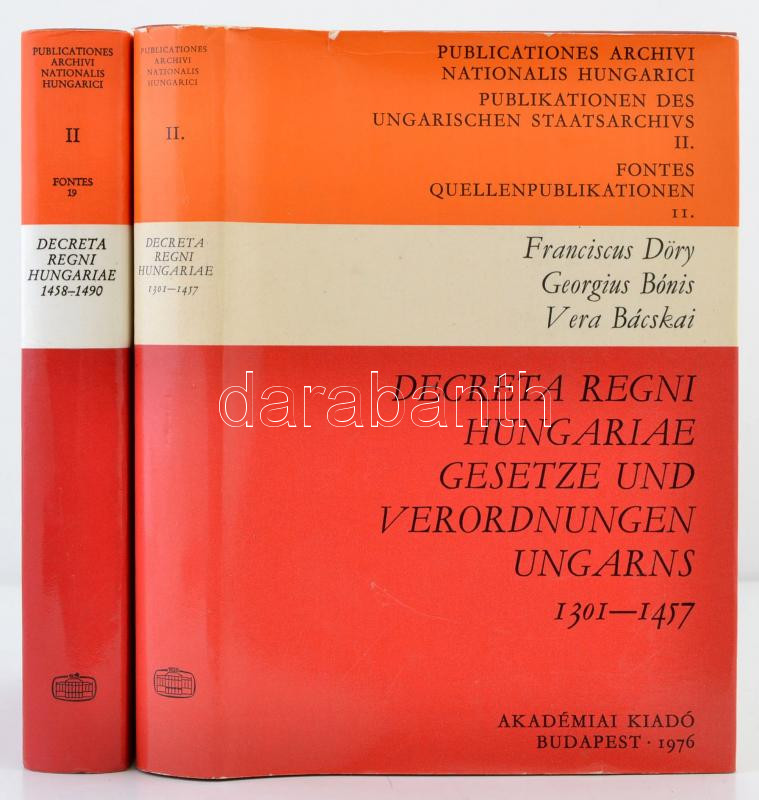 PUBLICATIONES
ARCHIVI
NATIONALIS
HUNGARICI
II
FONTES
19
DECRETA
REGNI
HUNGARIAE
1458–1490
PUBLICATIONES
ARCHIVI
NATIONALIS
HUNGARICI
II.
DECRETA
REGNI
HUNGARIAE
1301—1457
PUBLICATIONES ARCHIVI
NATIONALIS HUNGARICI
PUBLIKATIONEN DES
UNGARISCHEN STAATSARCHIVS
II.
FONTES
QUELLENPUBLIKATIONEN
11.
Franciscus Döry
Georgius Bónis
Vera Bácskai
DECRETA REGNI
HUNGARIAE
GESETZE UND
VERORDNUNGEN
UNGARNS
1301—1457
AKADÉMIAI KIADÓ
BUDAPEST · 1976
darabanth